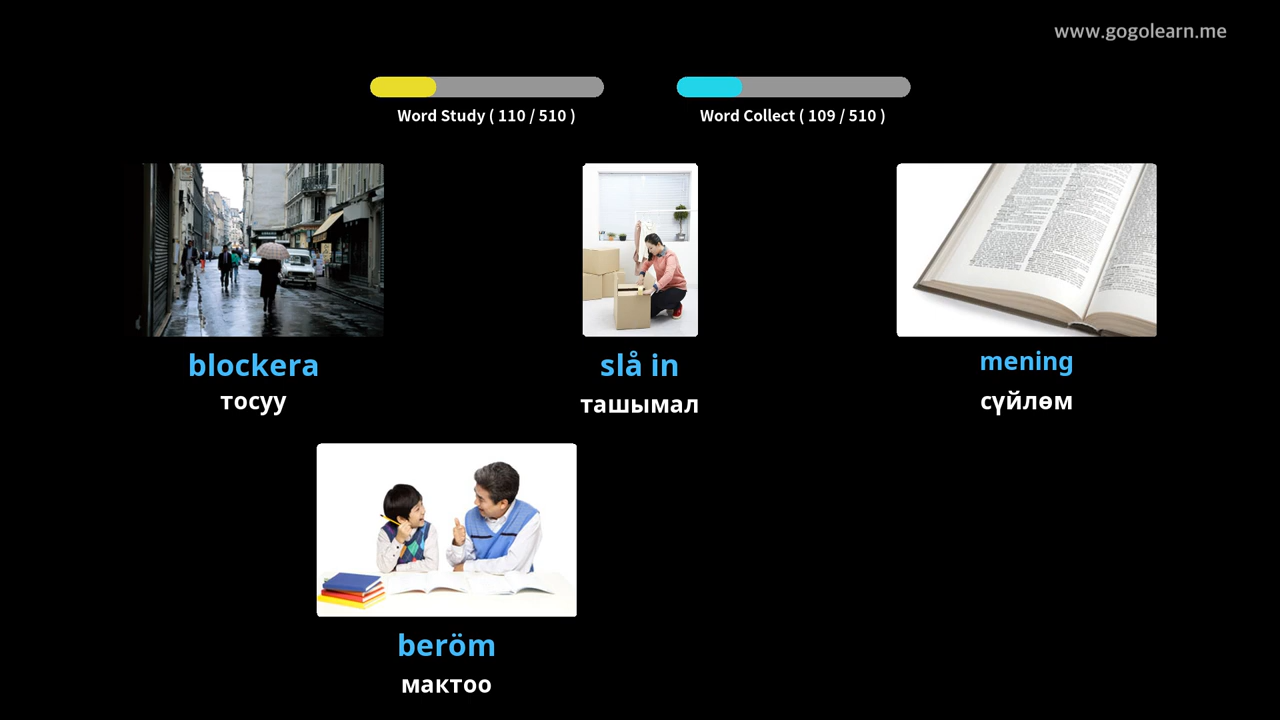 www.gogolearn.me
Word Study ( 110 / 510 )
Word Collect ( 109 / 510 )
blockera
тосуу
slå in
ташымал
mening
сүйлөм
beröm
мактоо